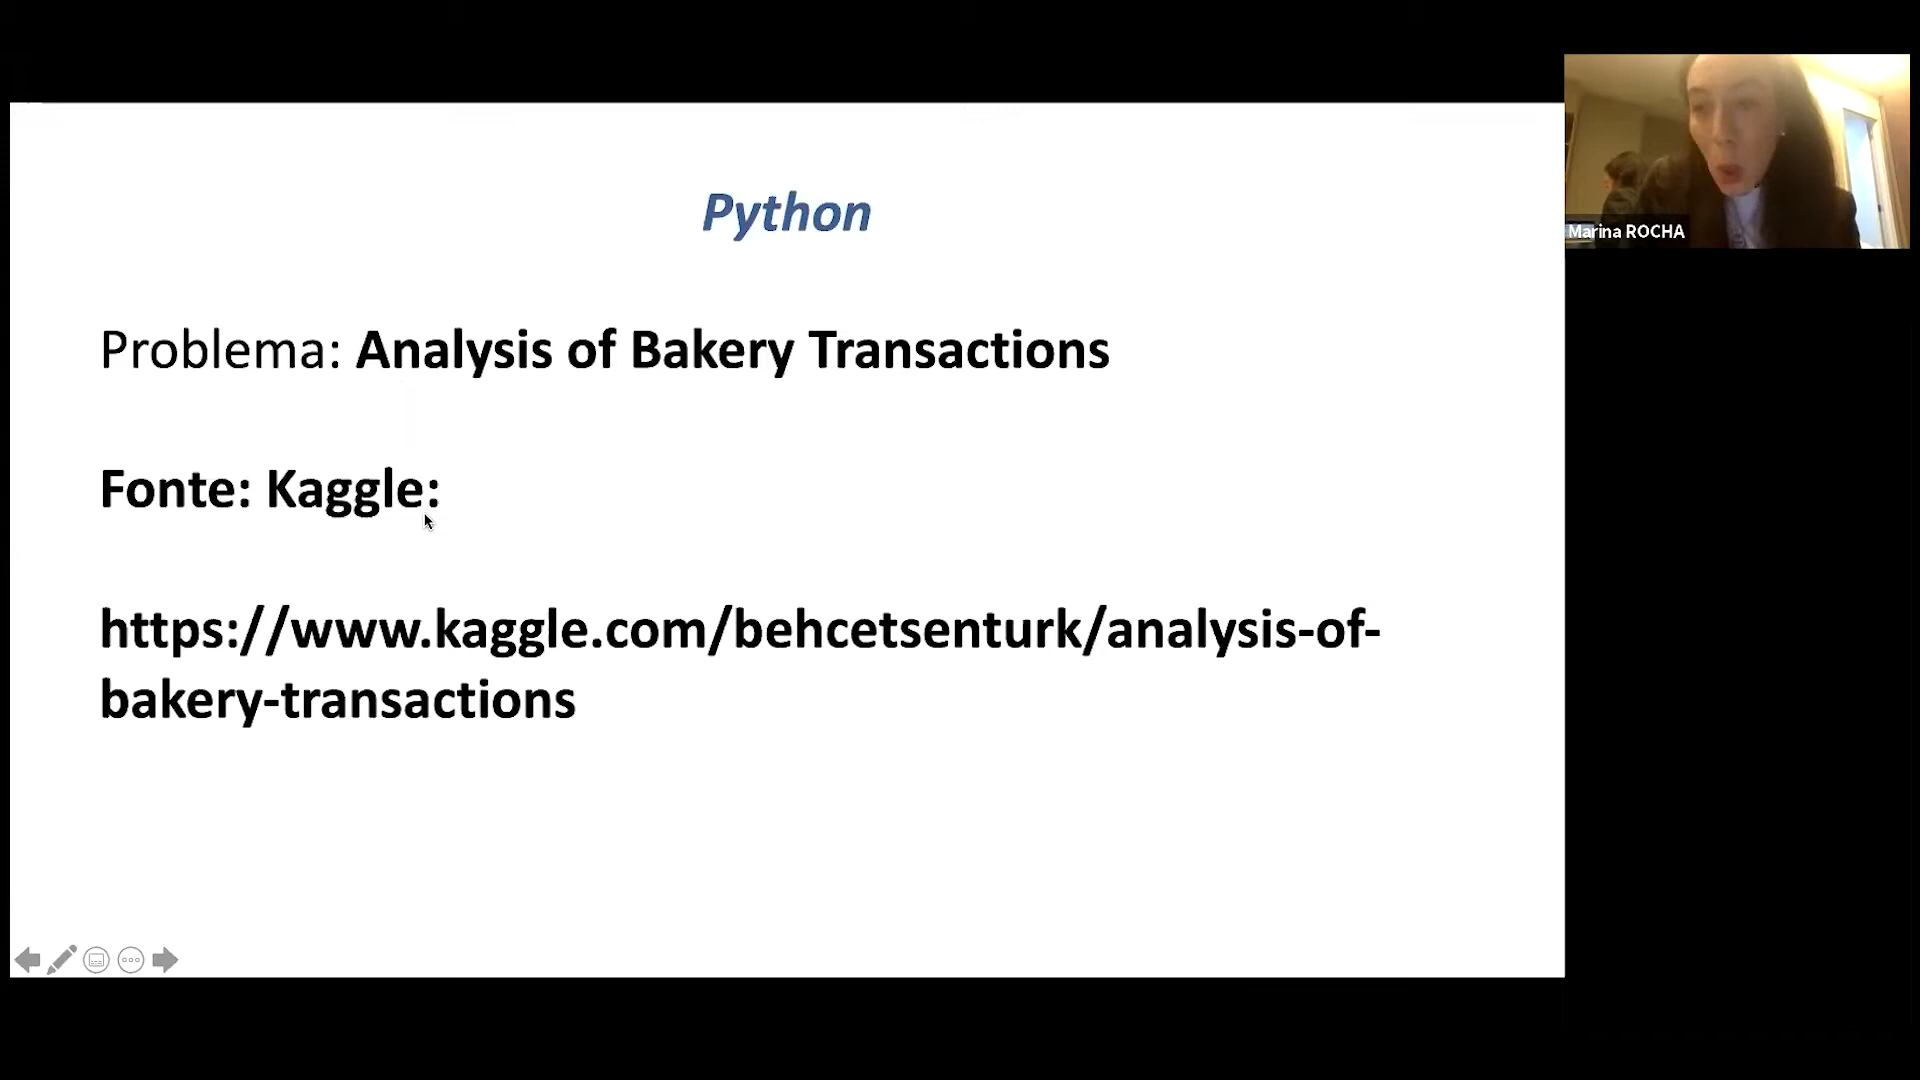 Python
Problema: Analysis of Bakery Transactions
Fonte: Kaggle:
https://www.kaggle.com/behcetsenturk/analysis-of-
bakery-transactions
Marina ROCHA